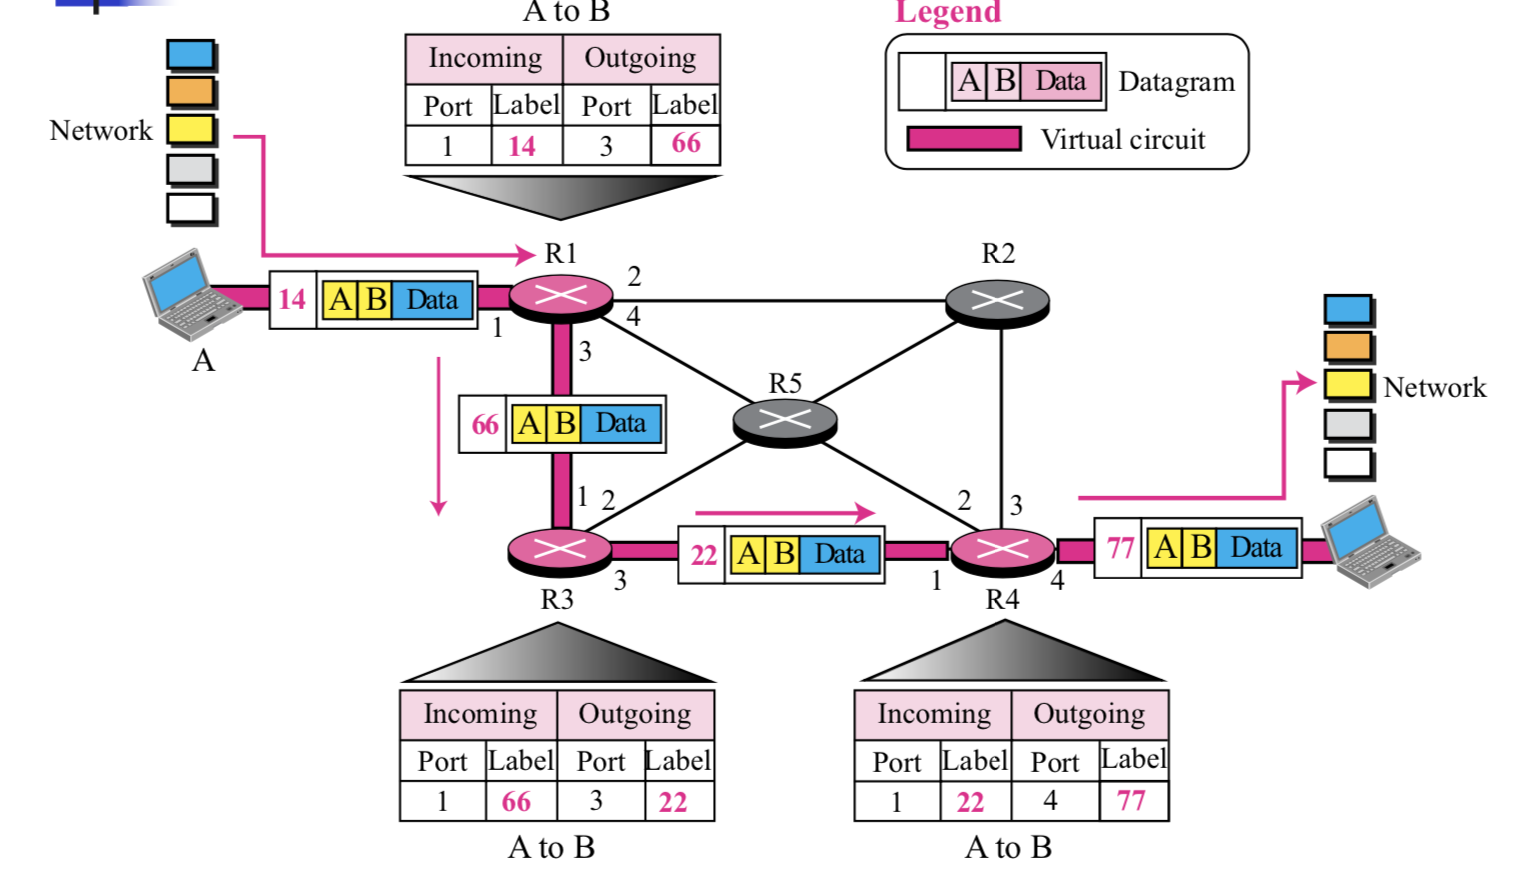 A to B
Legend
Incoming Outgoing
Port Label Port Label
1 14 3 66
A B Data Datagram
Virtual circuit
Network
R1
R2
14 A B Data
1
2
4
3
A
R5
66 A B Data
Network
1 2
2 3
22 A B Data
77 A B Data
3
1
4
R3
R4
Incoming Outgoing
Port Label Port Label
1 66 3 22
A to B
Incoming Outgoing
Port Label Port Label
1 22 4 77
A to B